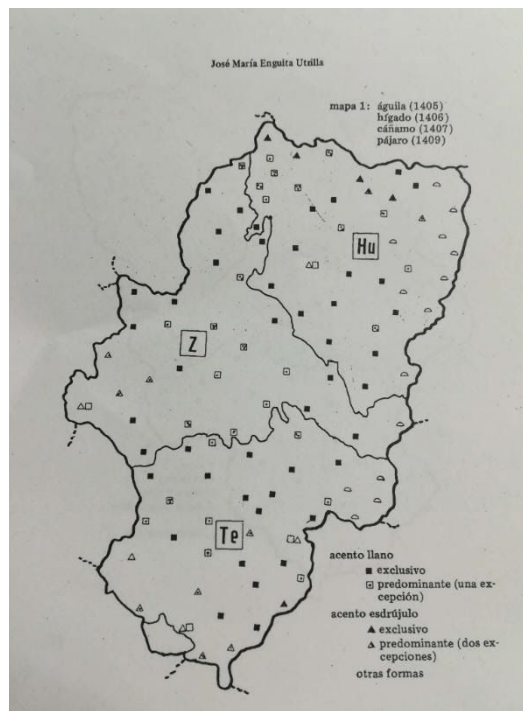 José María Enguita Utrilla
mapa 1: águila (1405)
hígado (1406)
cáñamo (1407)
pájaro (1409)
Hu
Z
Te
acento llano
exclusivo
predominante (una ex-
cepción)
acento esdrújulo
exclusivo
predominante (dos ex-
cepciones)
otras formas